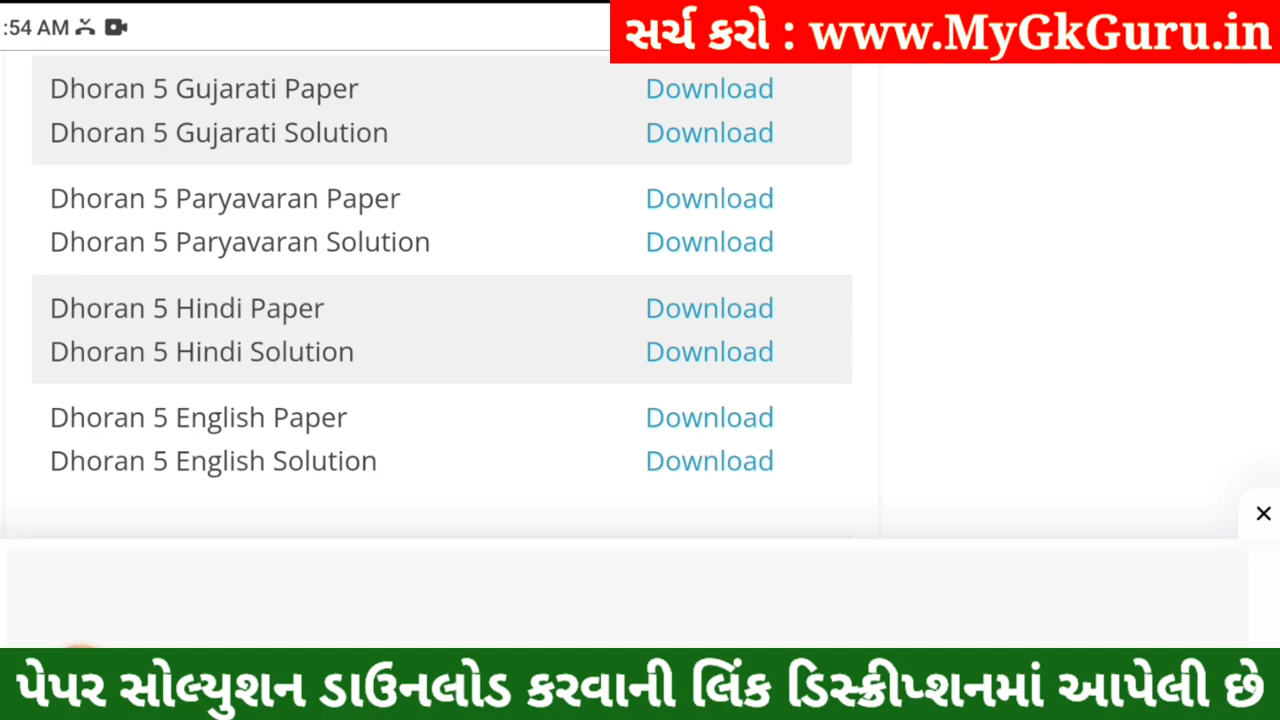 :54 AM
સર્ચ કરો : www.MyGkGuru.in
Dhoran 5 Gujarati Paper Download
Dhoran 5 Gujarati Solution Download
Dhoran 5 Paryavaran Paper Download
Dhoran 5 Paryavaran Solution Download
Dhoran 5 Hindi Paper Download
Dhoran 5 Hindi Solution Download
Dhoran 5 English Paper Download
Dhoran 5 English Solution Download
પેપર સોલ્યુશન ડાઉનલોડ કરવાની લિંક ડિસ્ક્રીપ્શનમાં આપેલી છે